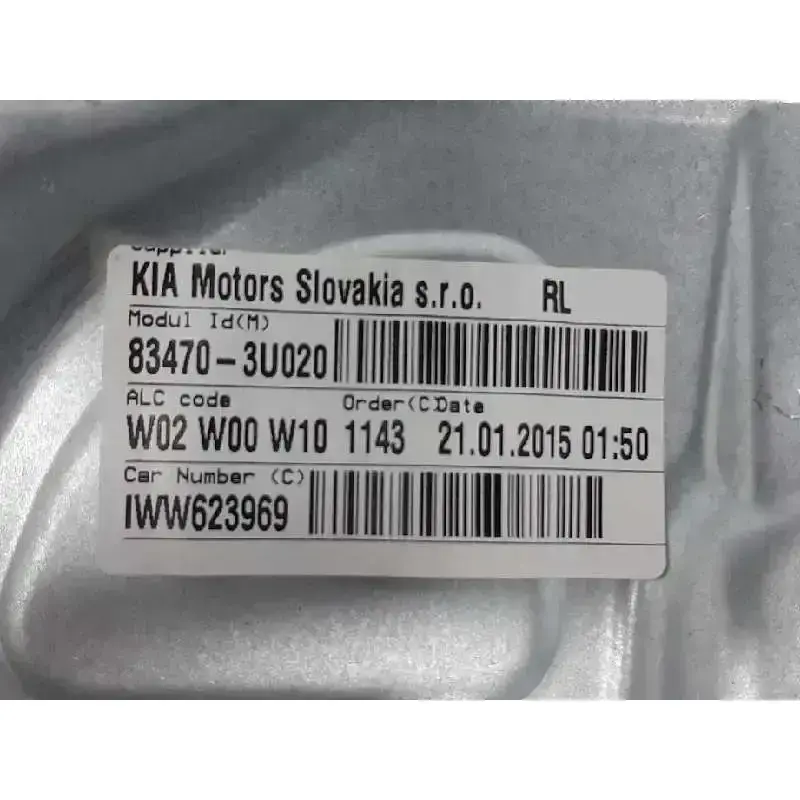 Supplier
KIA Motors Slovakia s.r.o. RL
Modul Id(M)
83470-3U020
ALC code Order(C)Date
W02 W00 W10 1143 21.01.2015 01:50
Car Number (C)
IWW623969